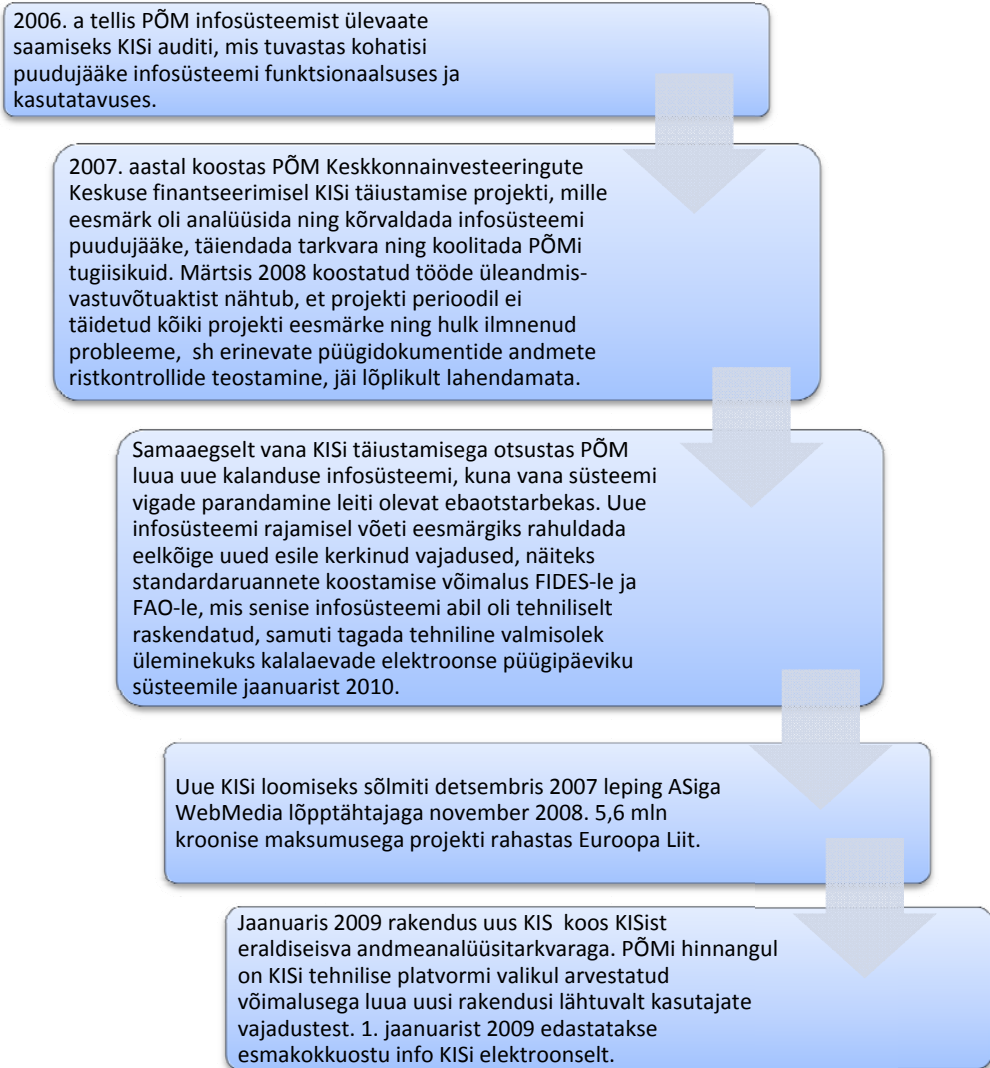 2006. a tellis PÕM infosüsteemist ülevaate
saamiseks KISi auditi, mis tuvastas kohatisi
puudujääke infosüsteemi funktsionaalsuses ja
kasutatavuses.
2007. aastal koostas PÕM Keskkonnainvesteeringute
Keskuse finantseerimisel KISi täiustamise projekti, mille
eesmärk oli analüüsida ning kõrvaldada infosüsteemi
puudujääke, täiendada tarkvara ning koolitada PÕMi
tugiisikuid. Märtsis 2008 koostatud tööde üleandmis-
vastuvõtuaktist nähtub, et projekti perioodil ei
täidetud kõiki projekti eesmärke ning hulk ilmnenud
probleeme, sh erinevate püügidokumentide andmete
ristkontrollide teostamine, jäi lõplikult lahendamata.
Samaaegselt vana KISi täiustamisega otsustas PÕM
luua uue kalanduse infosüsteemi, kuna vana süsteemi
vigade parandamine leiti olevat ebaotstarbekas. Uue
infosüsteemi rajamisel võeti eesmärgiks rahuldada
eelkõige uued esile kerkinud vajadused, näiteks
standardaruannete koostamise võimalus FIDES-le ja
FAO-le, mis senise infosüsteemi abil oli tehniliselt
raskendatud, samuti tagada tehniline valmisolek
üleminekuks kalalaevade elektroonse püügipäeviku
süsteemile jaanuarist 2010.
Uue KISi loomiseks sõlmiti detsembris 2007 leping ASiga
WebMedia lõpptähtajaga november 2008. 5,6 mln
kroonise maksumusega projekti rahastas Euroopa Liit.
Jaanuaris 2009 rakendus uus KIS koos KISist
eraldiseisva andmeanalüüsitarkvaraga. PÕMi hinnangul
on KISi tehnilise platvormi valikul arvestatud
võimalusega luua uusi rakendusi lähtuvalt kasutajate
vajadustest. 1. jaanuarist 2009 edastatakse
esmakokkuostu info KISi elektroonselt.